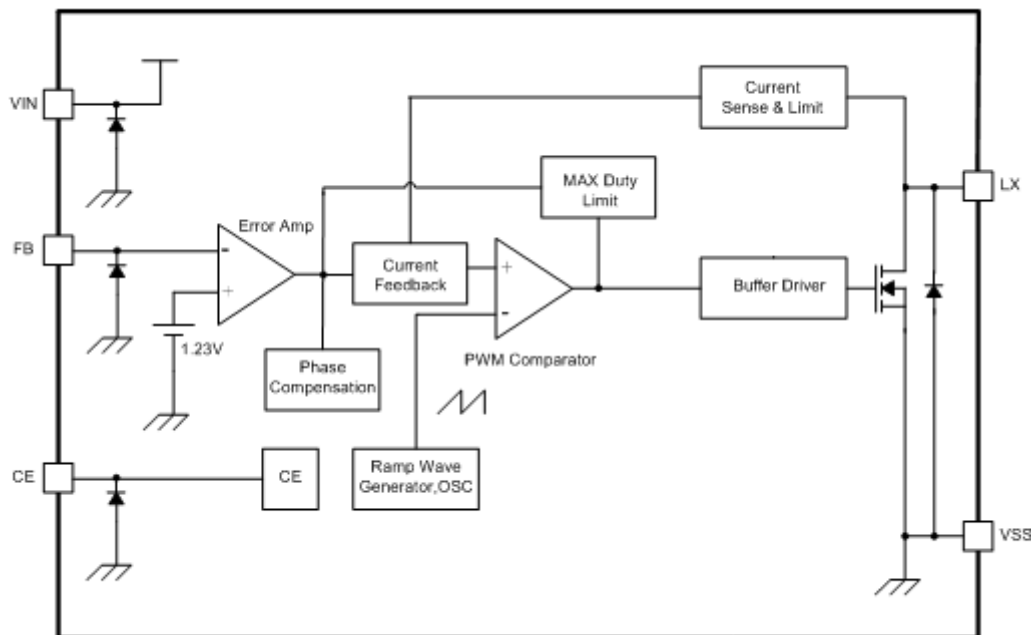 Current
Sense & Limit
VIN
MAX Duty
Limit
LX
Error Amp
FB
-
+
Current
Feedback
+
-
Buffer Driver
1.23V
PWM Comparator
Phase
Compensation
CE
CE
Ramp Wave
Generator,OSC
VSS